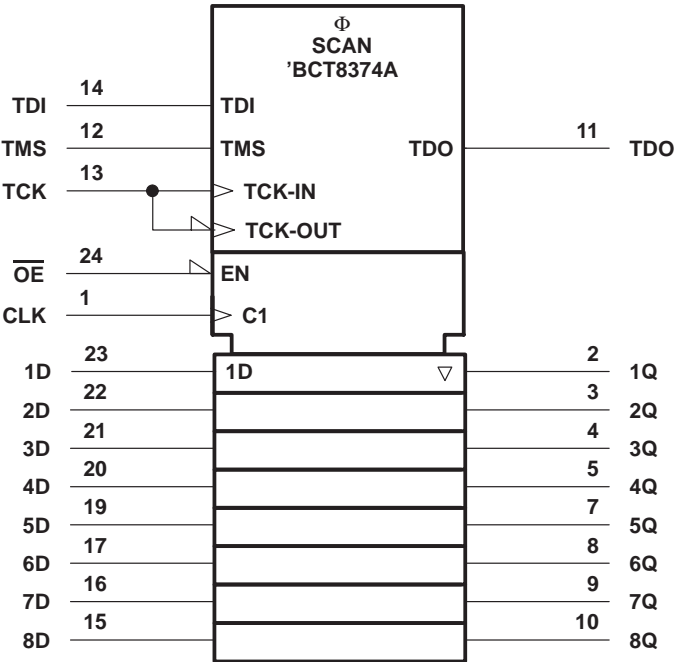 Φ
SCAN
’BCT8374A
TDI 14 TDI
TMS 12 TMS TDO 11 TDO
TCK 13 TCK-IN
TCK-OUT
OE 24 EN
CLK 1 C1
1D 23 1D 2 1Q
2D 22 3 2Q
3D 21 4 3Q
4D 20 5 4Q
5D 19 7 5Q
6D 17 8 6Q
7D 16 9 7Q
8D 15 10 8Q